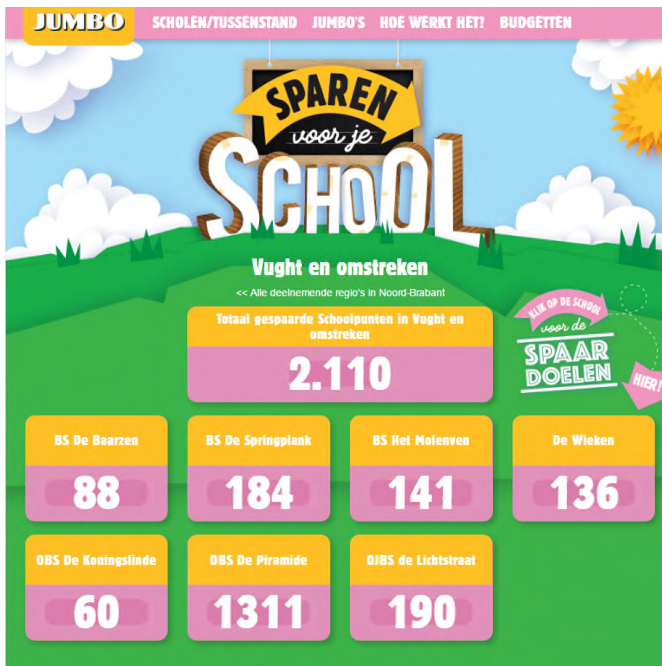 JUMBO
SCHOLEN/TUSSENSTAND JUMBO'S HOE WERKT HET? BUDGETTEN
SPAREN
voor je
SCHOOL
Vught en omstreken
<< Alle deelnemende regio's in Noord-Brabant
Totaal gespaarde Schoolpunten in Vught en
omstreken
2.110
KLIK OP DE SCHOOL
voor de
SPAAR
DOELEN
HIER!
BS De Baarzen
88
BS De Springplank
184
BS Het Molenven
141
De Wieken
136
OBS De Koningslinde
60
OBS De Piramide
1311
OJBS de Lichtstraat
190